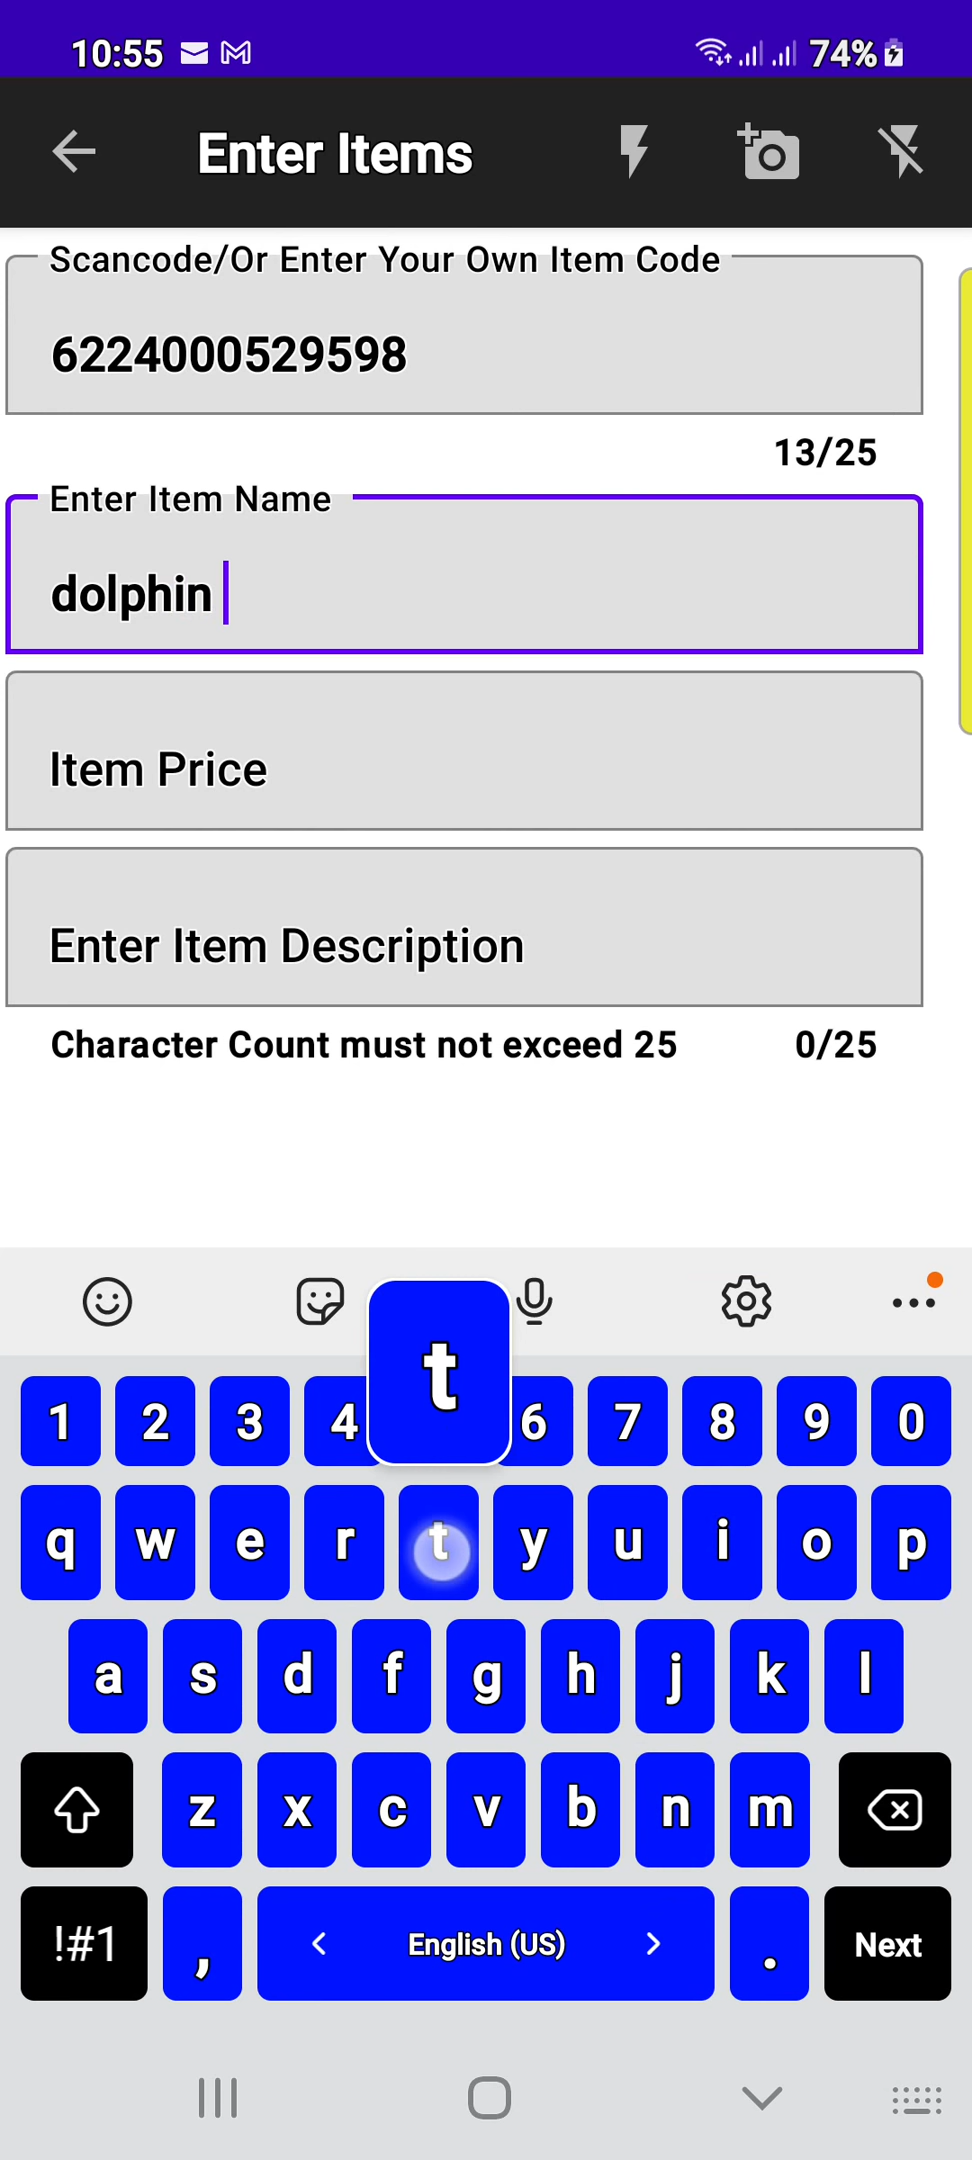 10:55 74%
Enter Items
Scancode/Or Enter Your Own Item Code
6224000529598
13/25
Enter Item Name
dolphin
Item Price
Enter Item Description
Character Count must not exceed 25 0/25
t
1 2 3 4 6 7 8 9 0
q w e r t y u i o p
a s d f g h j k l
z x c v b n m
!#1 , < English (US) > . Next